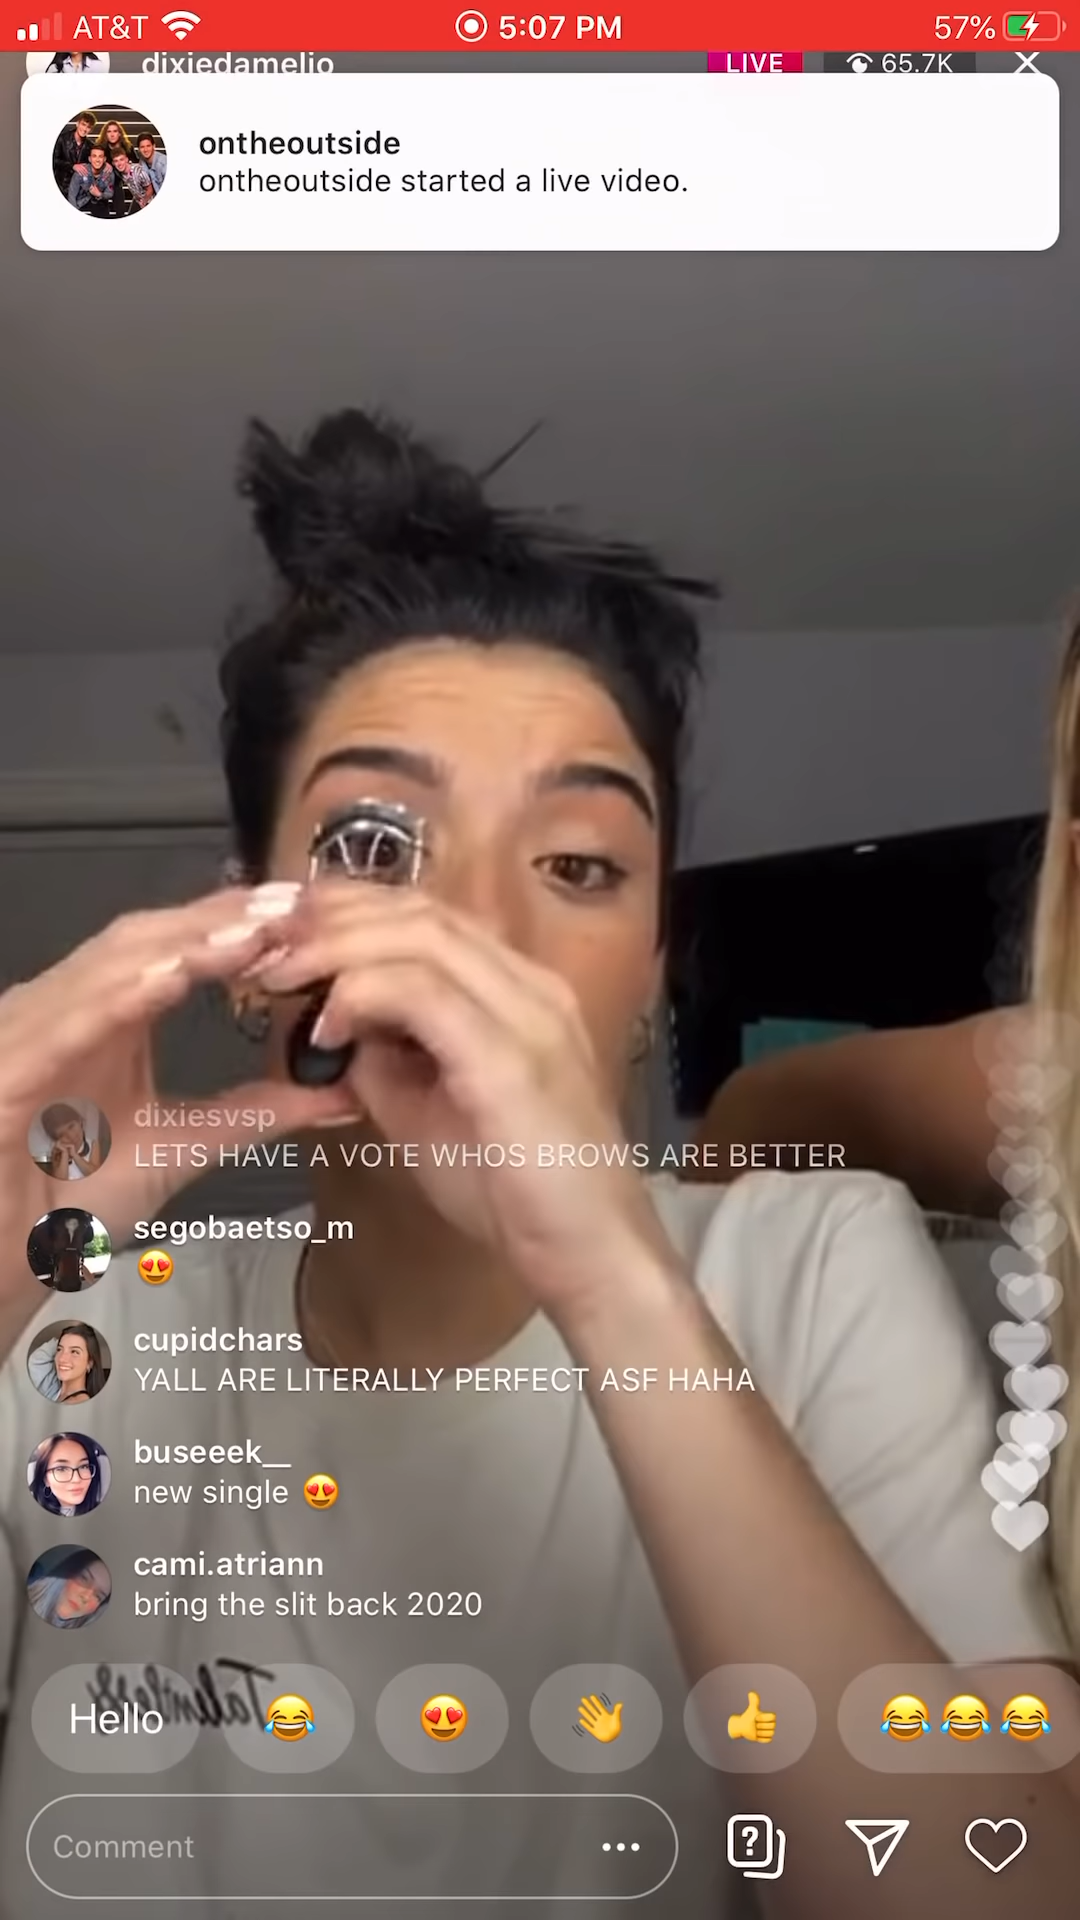 AT&T 5:07 PM 57%
dixiedamelio LIVE 65.7K
ontheoutside
ontheoutside started a live video.
dixiesvsp
LETS HAVE A VOTE WHOS BROWS ARE BETTER
segobaetso_m
😍
cupidchars
YALL ARE LITERALLY PERFECT ASF HAHA
buseeek__
new single 😍
cami.atriann
bring the slit back 2020
Hello 😂 😍 👋 👍 😂😂😂
Comment ...